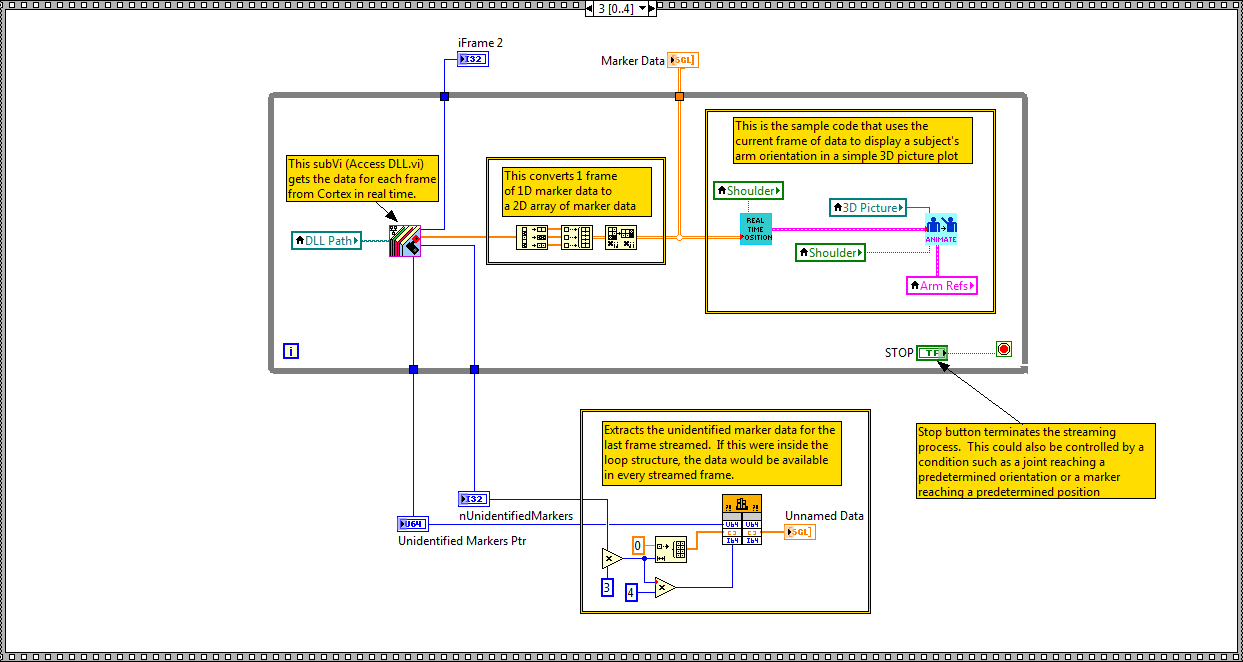 3 [0..4]
iFrame 2
I32
Marker Data
SGL]
This is the sample code that uses the
current frame of data to display a subject's
arm orientation in a simple 3D picture plot
This subVi (Access DLL.vi)
gets the data for each frame
from Cortex in real time.
This converts 1 frame
of 1D marker data to
a 2D array of marker data
Shoulder
3D Picture
REAL
TIME
POSITION
ANIMATE
DLL Path
Shoulder
Arm Refs
i
STOP
TF
Extracts the unidentified marker data for the
last frame streamed.  If this were inside the
loop structure, the data would be available
in every streamed frame.
Stop button terminates the streaming
process.  This could also be controlled by a
condition such as a joint reaching a
predetermined orientation or a marker
reaching a predetermined position
I32
nUnidentifiedMarkers
U64
Unidentified Markers Ptr
?! ?!
U64 U64
I64 I64
Unnamed Data
SGL]
0
3
4